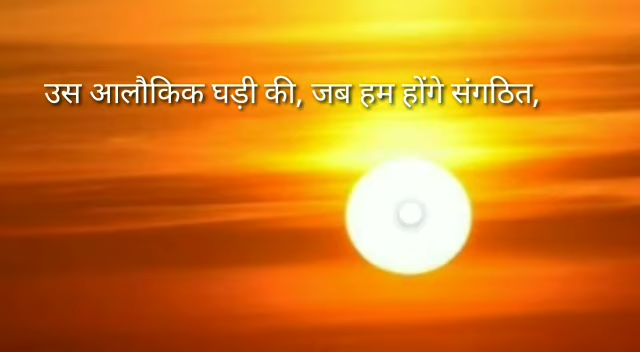 उस आलौकिक घड़ी की, जब हम होंगे संगठित,